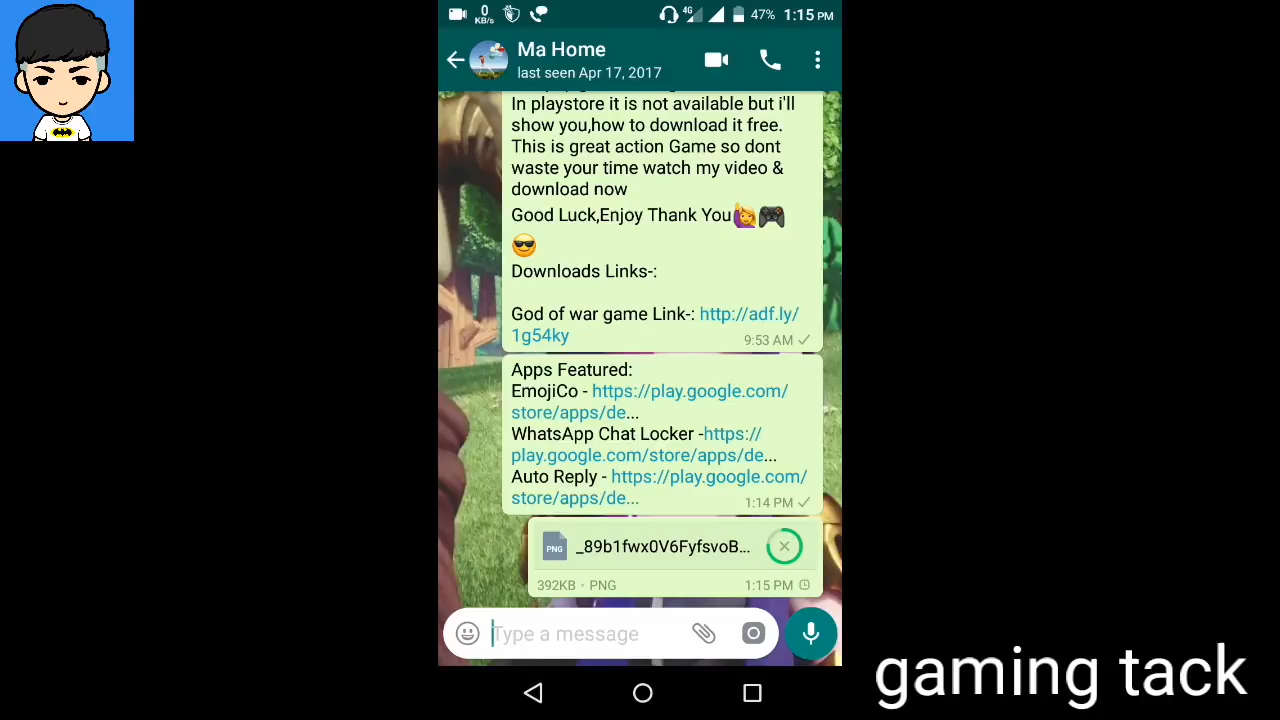 0
KB/s
4G
47%
1:15 PM
Ma Home
last seen Apr 17, 2017
In playstore it is not available but i'll
show you,how to download it free.
This is great action Game so dont
waste your time watch my video &
download now
Good Luck,Enjoy Thank You🙋🎮
😎
Downloads Links-:
God of war game Link-: http://adf.ly/
1g54ky
9:53 AM
Apps Featured:
EmojiCo - https://play.google.com/
store/apps/de...
WhatsApp Chat Locker -https://
play.google.com/store/apps/de...
Auto Reply - https://play.google.com/
store/apps/de...
1:14 PM
PNG
_89b1fwx0V6FyfsvoB...
392KB · PNG
1:15 PM
Type a message
gaming tack